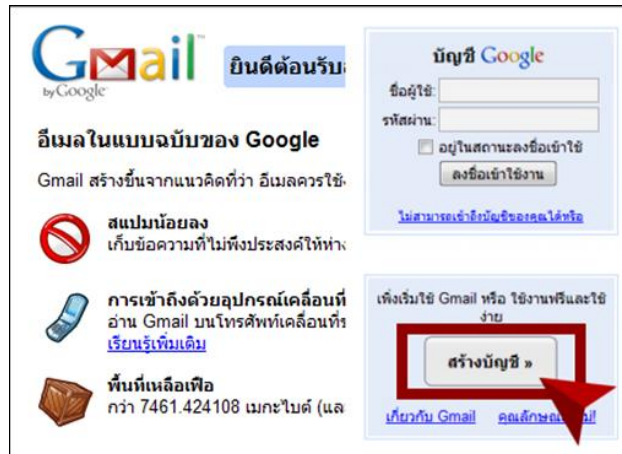 Gmail
by Google
ยินดีต้อนรับ
อีเมลในแบบฉบับของ Google
Gmail สร้างขึ้นจากแนวคิดที่ว่า อีเมลควรใช้
สแปมน้อยลง
เก็บข้อความที่ไม่พึงประสงค์ให้ห่าง
การเข้าถึงด้วยอุปกรณ์เคลื่อนที่
อ่าน Gmail บนโทรศัพท์เคลื่อนที่
เรียนรู้เพิ่มเติม
พื้นที่เหลือเฟือ
กว่า 7461.424108 เมกะไบต์ (และ
บัญชี Google
ชื่อผู้ใช้:
รหัสผ่าน:
อยู่ในสถานะลงชื่อเข้าใช้
ลงชื่อเข้าใช้งาน
ไม่สามารถเข้าถึงบัญชีของคุณได้หรือ
เพิ่งเริ่มใช้ Gmail หรือ ใช้งานฟรีและใช้
ง่าย
สร้างบัญชี »
เกี่ยวกับ Gmail คุณลักษณะ